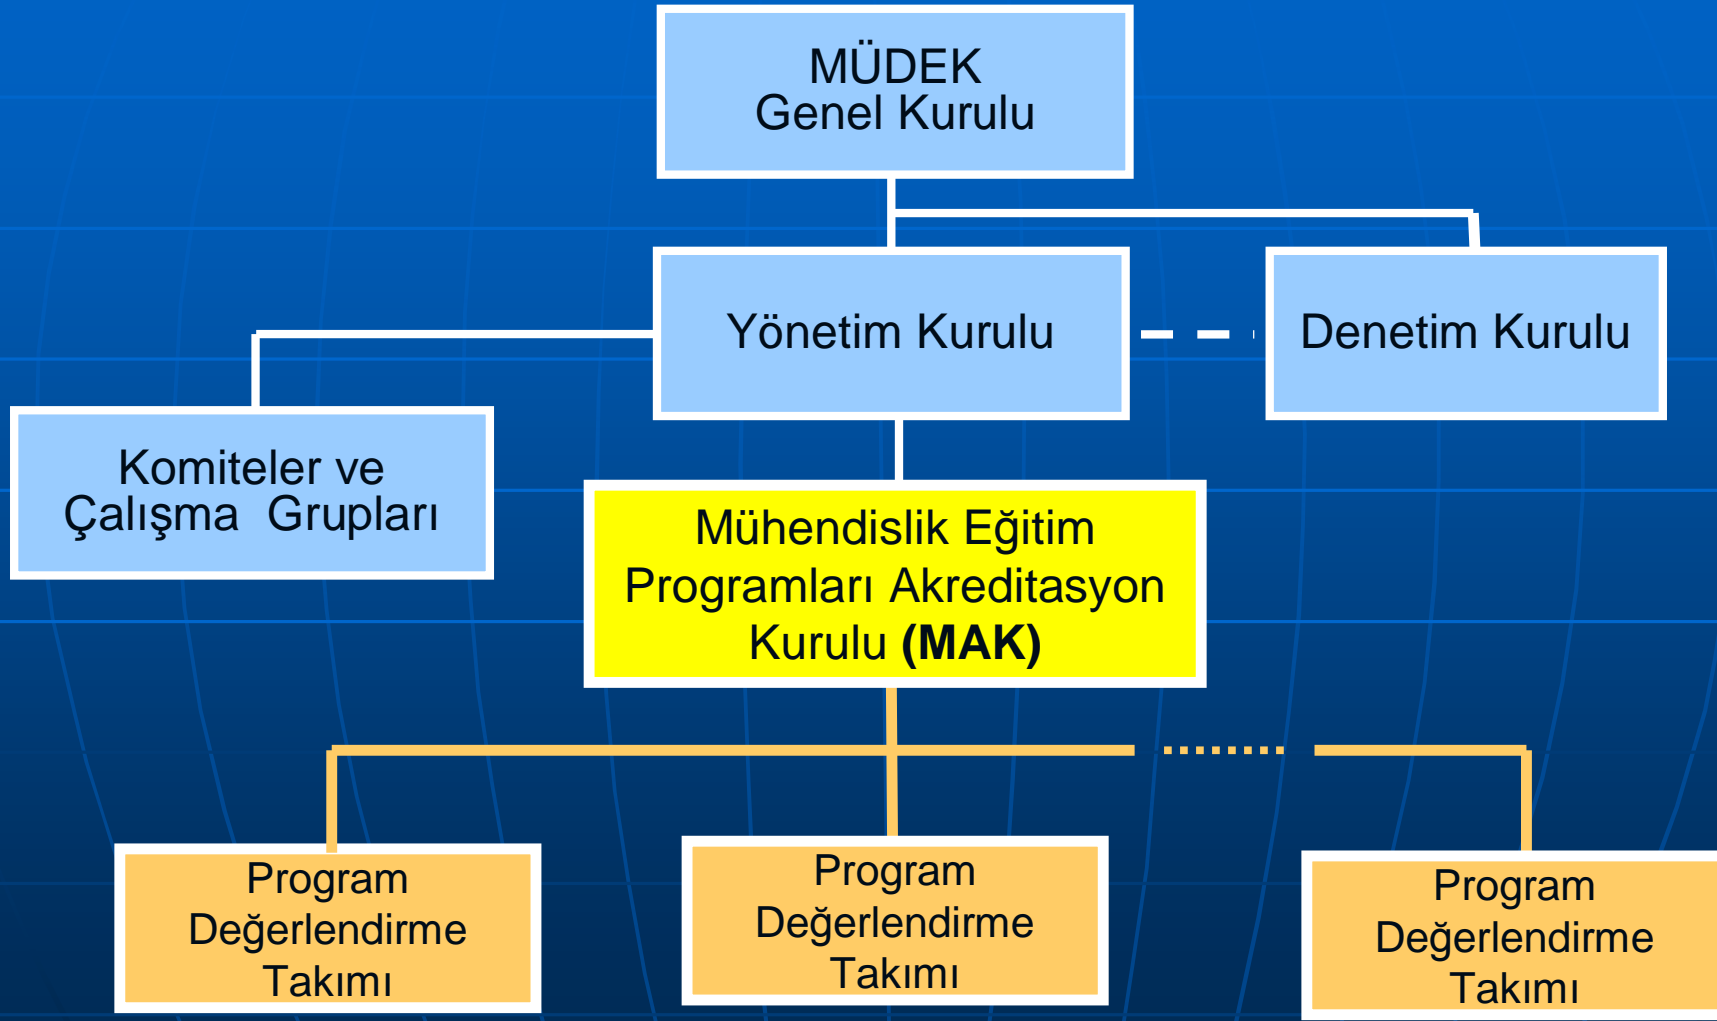 MÜDEK
Genel Kurulu
Yönetim Kurulu
Denetim Kurulu
Komiteler ve
Çalışma Grupları
Mühendislik Eğitim
Programları Akreditasyon
Kurulu (MAK)
Program
Değerlendirme
Takımı
Program
Değerlendirme
Takımı
Program
Değerlendirme
Takımı